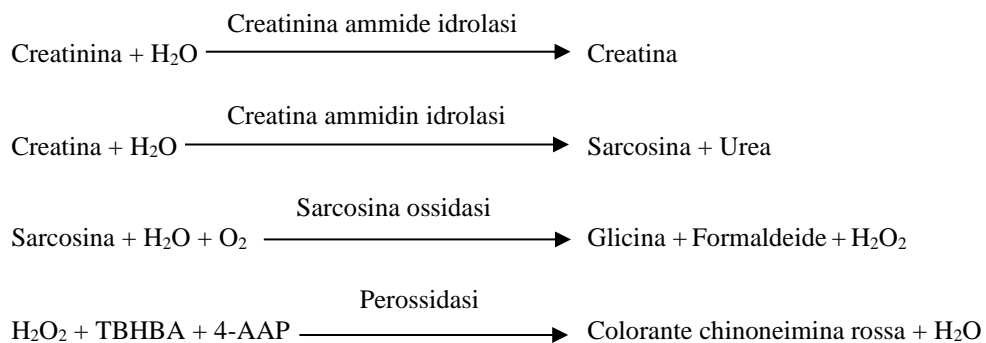 Creatinina ammide idrolasi
Creatinina + H₂O → Creatina
Creatina ammidin idrolasi
Creatina + H₂O → Sarcosina + Urea
Sarcosina ossidasi
Sarcosina + H₂O + O₂ → Glicina + Formaldeide + H₂O₂
Perossidasi
H₂O₂ + TBHBA + 4-AAP → Colorante chinoneimina rossa + H₂O